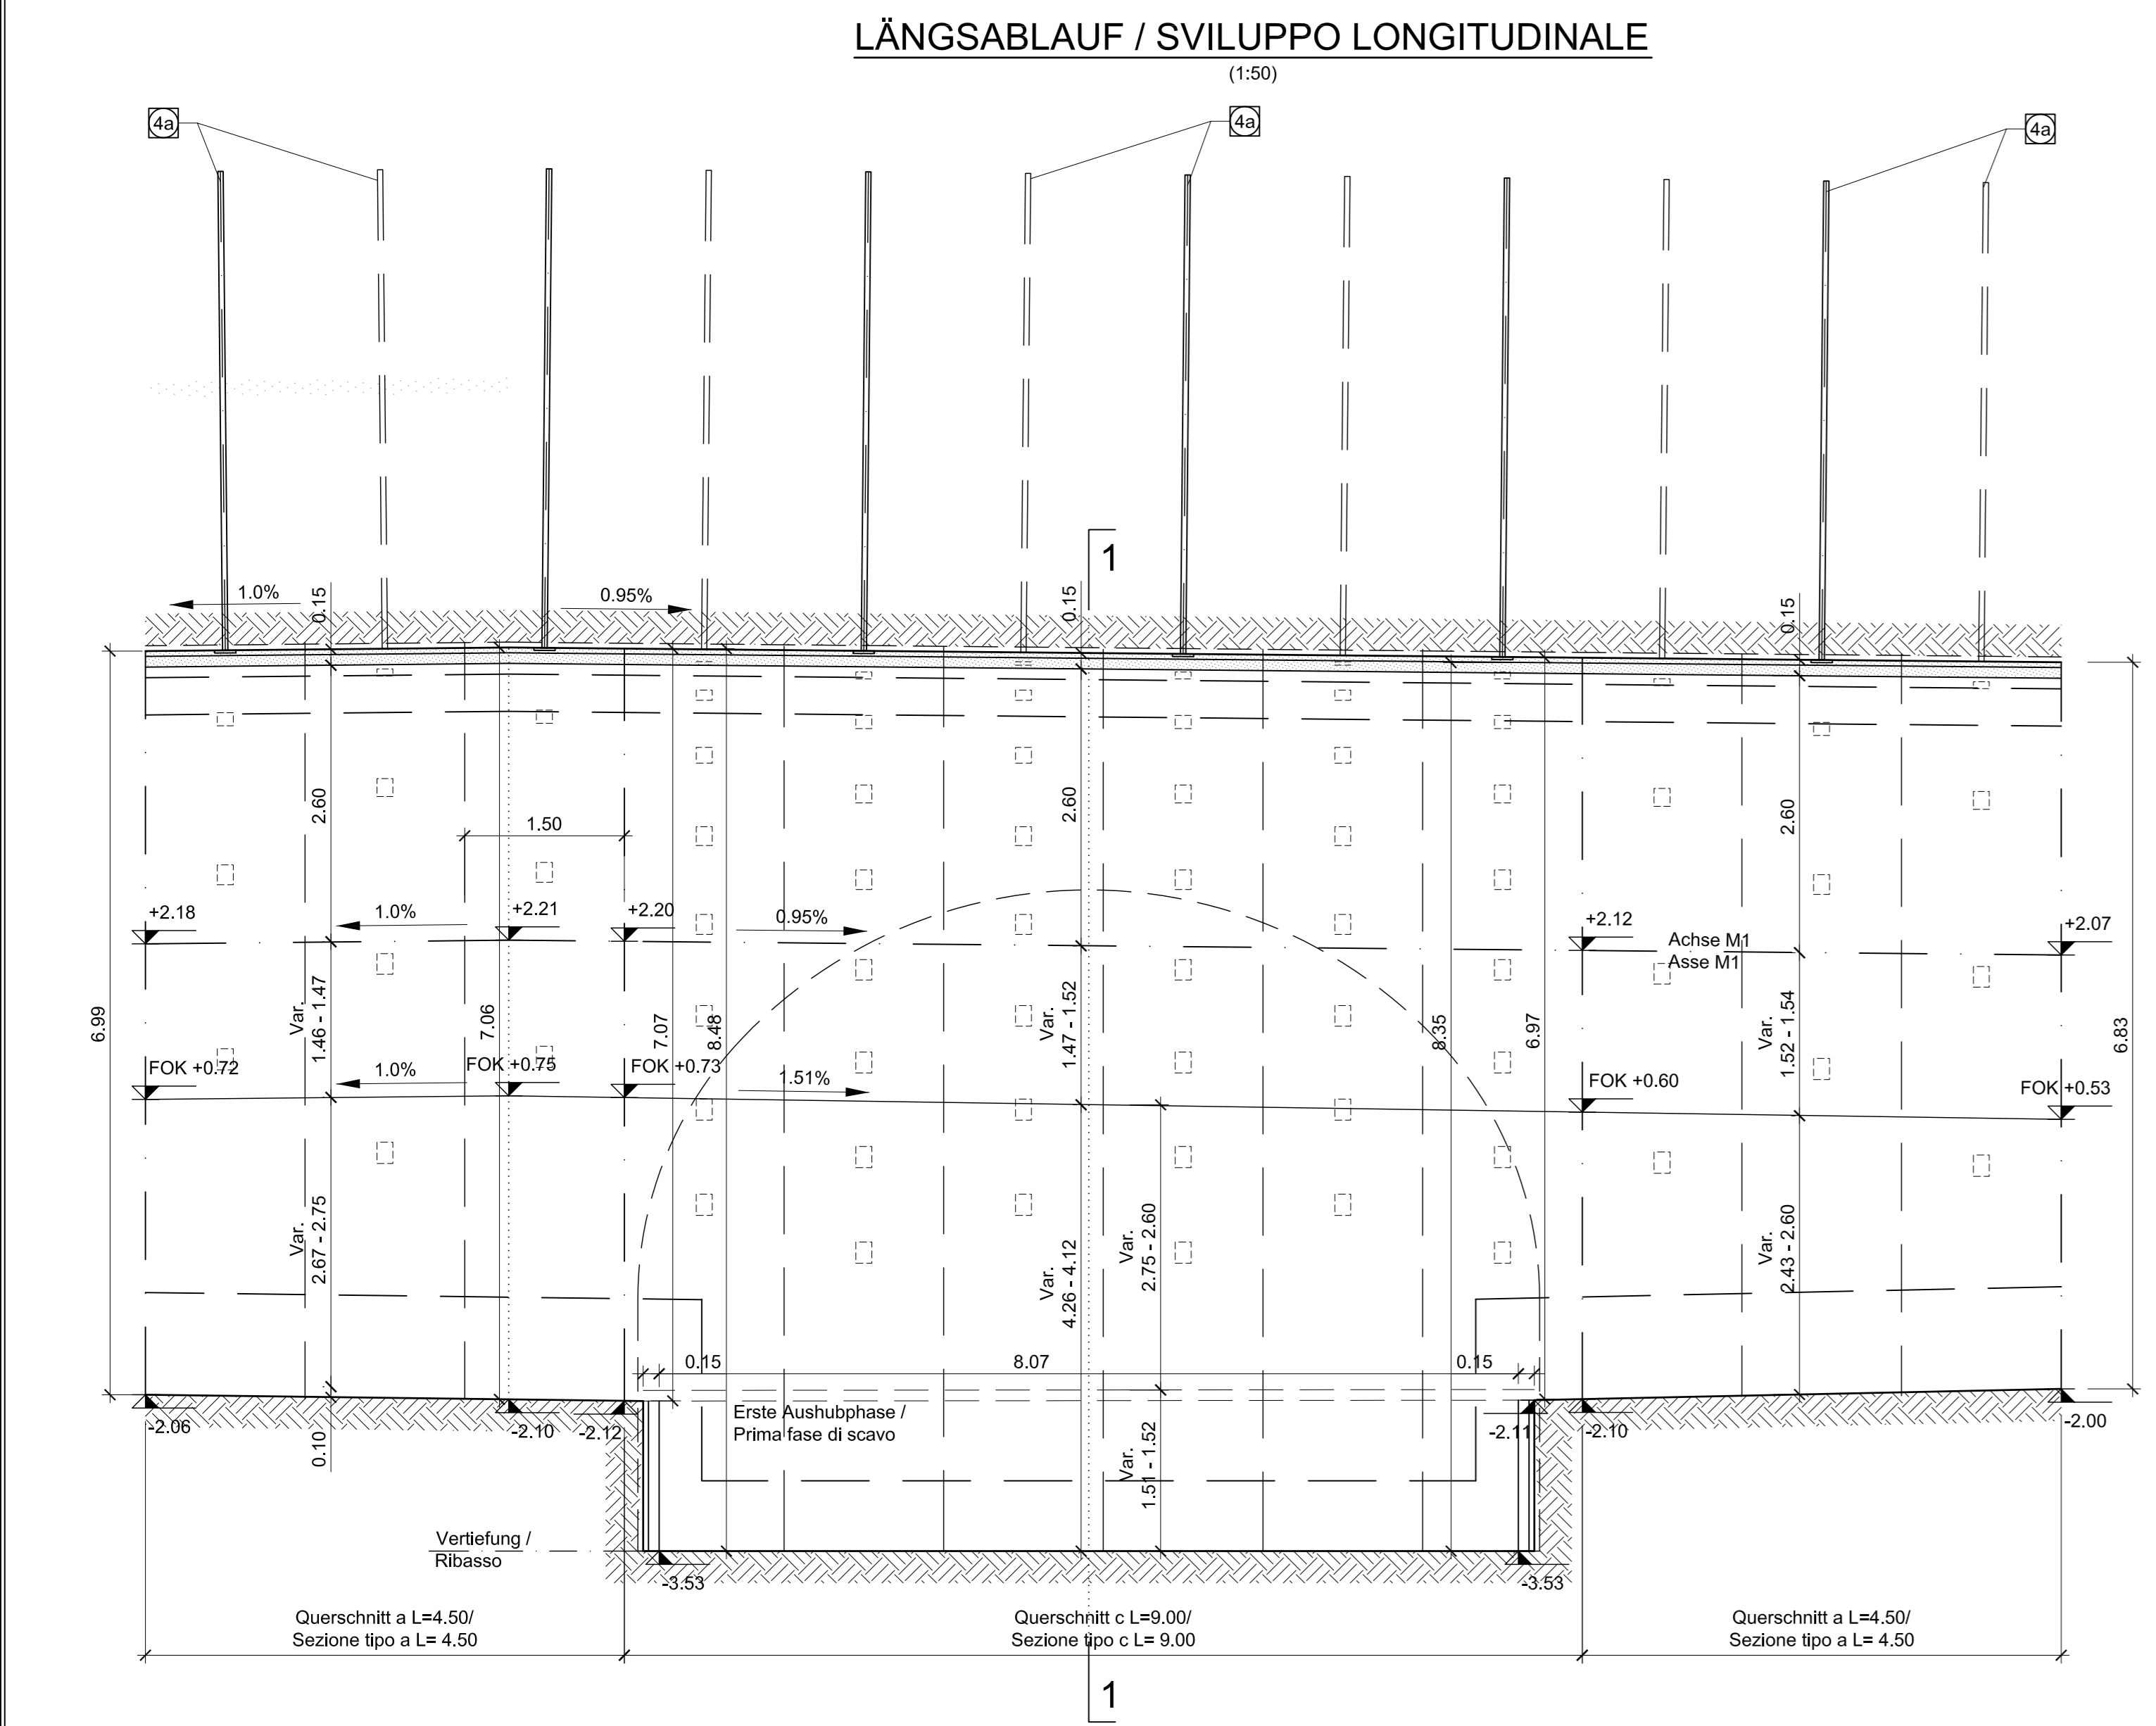 LÄNGSABLAUF / SVILUPPO LONGITUDINALE
(1:50)
4a
4a
4a
1
1.0%
0.15
0.95%
0.15
0.15
2.60
1.50
2.60
2.60
+2.18
1.0%
+2.21
+2.20
0.95%
+2.12
Achse M1
Asse M1
+2.07
6.99
Var.
1.46 - 1.47
7.06
7.07
8.48
Var.
1.47 - 1.52
8.35
6.97
Var.
1.52 - 1.54
6.83
FOK +0.72
1.0%
FOK +0.75
FOK +0.73
1.51%
FOK +0.60
FOK +0.53
Var.
2.67 - 2.75
Var.
4.26 - 4.12
Var.
2.75 - 2.60
Var.
2.43 - 2.60
0.15
8.07
0.15
-2.06
0.10
-2.10
-2.12
Erste Aushubphase /
Prima fase di scavo
Var.
1.51 - 1.52
-2.11
-2.10
-2.00
Vertiefung /
Ribasso
-3.53
-3.53
Querschnitt a L=4.50/
Sezione tipo a L= 4.50
Querschnitt c L=9.00/
Sezione tipo c L= 9.00
Querschnitt a L=4.50/
Sezione tipo a L= 4.50
1